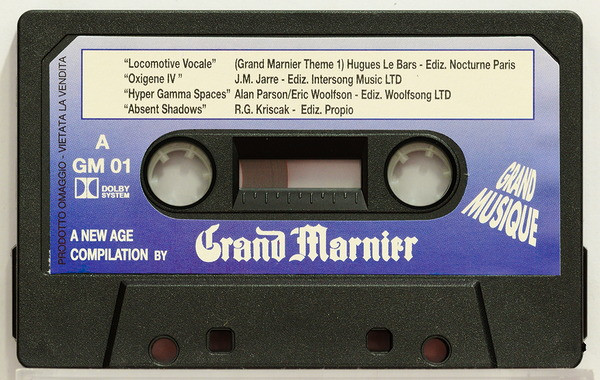 "Locomotive Vocale" (Grand Marnier Theme 1) Hugues Le Bars - Ediz. Nocturne Paris
"Oxigene IV " J.M. Jarre - Ediz. Intersong Music LTD
"Hyper Gamma Spaces" Alan Parson/Eric Woolfson - Ediz. Woolfsong LTD
"Absent Shadows" R.G. Kriscak - Ediz. Propio
PRODOTTO OMAGGIO - VIETATA LA VENDITA
A
GM 01
DOLBY
SYSTEM
GRAND
MUSIQUE
A NEW AGE
COMPILATION BY
Grand Marnier